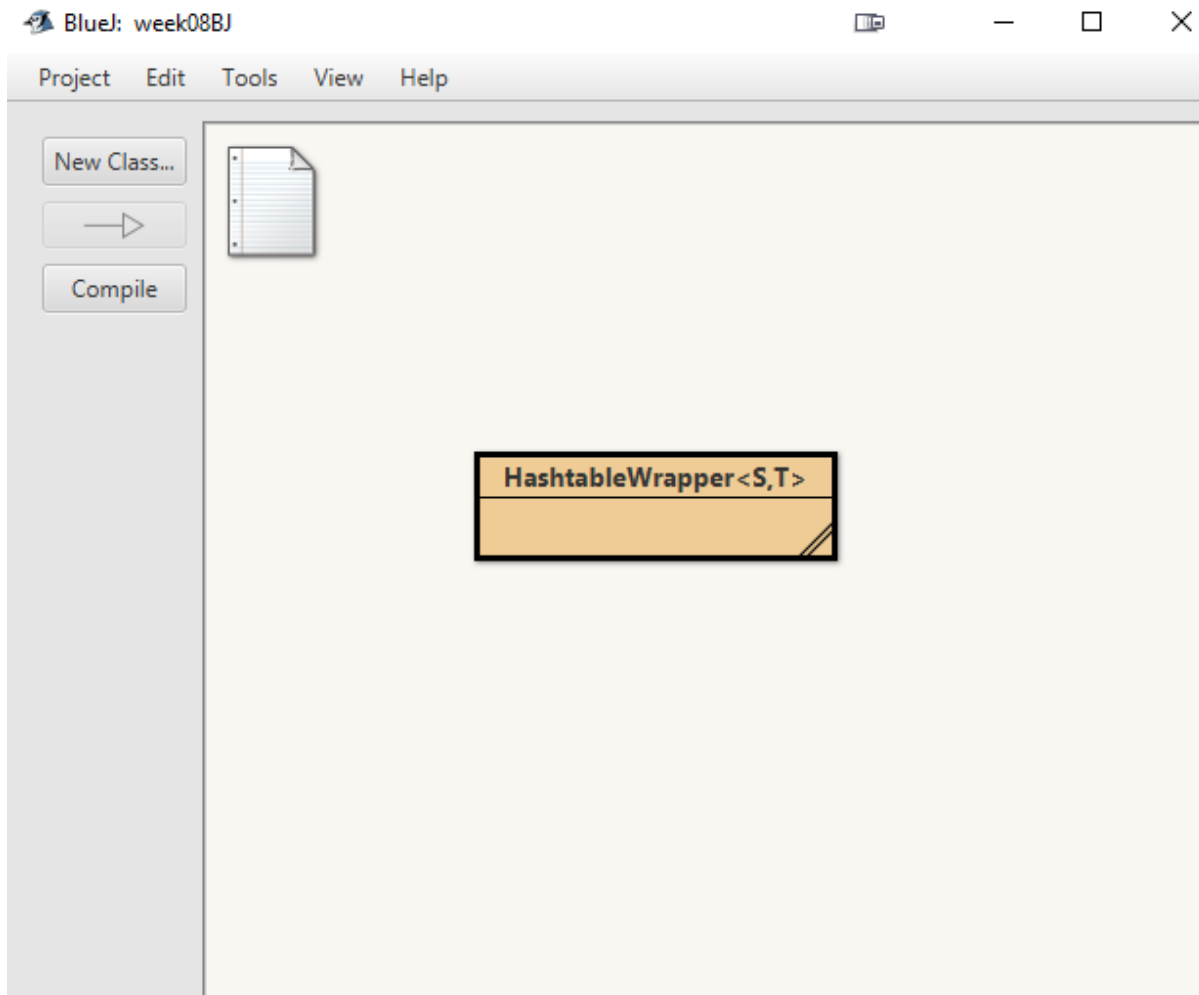 BlueJ: week08BJ
Project Edit Tools View Help
New Class...
Compile
HashtableWrapper<S,T>